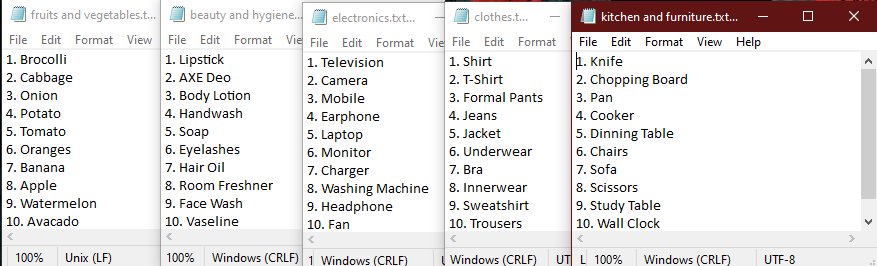 fruits and vegetables.t...
File Edit Format
1. Brocolli
2. Cabbage
3. Onion
4. Potato
5. Tomato
6. Oranges
7. Banana
8. Apple
9. Watermelon
10. Avacado
100% Unix (LF)
beauty and hygiene...
File Edit Format
1. Lipstick
2. AXE Deo
3. Body Lotion
4. Handwash
5. Soap
6. Eyelashes
7. Hair Oil
8. Room Freshner
9. Face Wash
10. Vaseline
100% Windows (CRLF)
electronics.txt...
File Edit Format
1. Television
2. Camera
3. Mobile
4. Earphone
5. Laptop
6. Monitor
7. Charger
8. Washing Machine
9. Headphone
10. Fan
1 Windows (CRLF)
clothes.t...
File Edit Format
1. Shirt
2. T-Shirt
3. Formal Pants
4. Jeans
5. Jacket
6. Underwear
7. Bra
8. Innerwear
9. Sweatshirt
10. Trousers
Windows (CRLF) UT
kitchen and furniture.txt...
File Edit Format View Help
1. Knife
2. Chopping Board
3. Pan
4. Cooker
5. Dinning Table
6. Chairs
7. Sofa
8. Scissors
9. Study Table
10. Wall Clock
L 100% Windows (CRLF) UTF-8